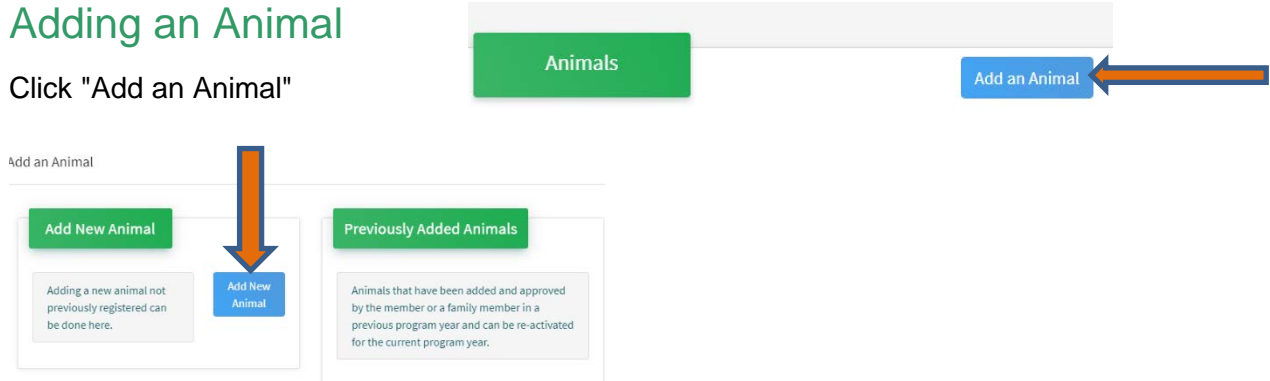 Adding an Animal
Click "Add an Animal"
Animals
Add an Animal
Add an Animal
Add New Animal
Adding a new animal not
previously registered can
be done here.
Add New
Animal
Previously Added Animals
Animals that have been added and approved
by the member or a family member in a
previous program year and can be re-activated
for the current program year.